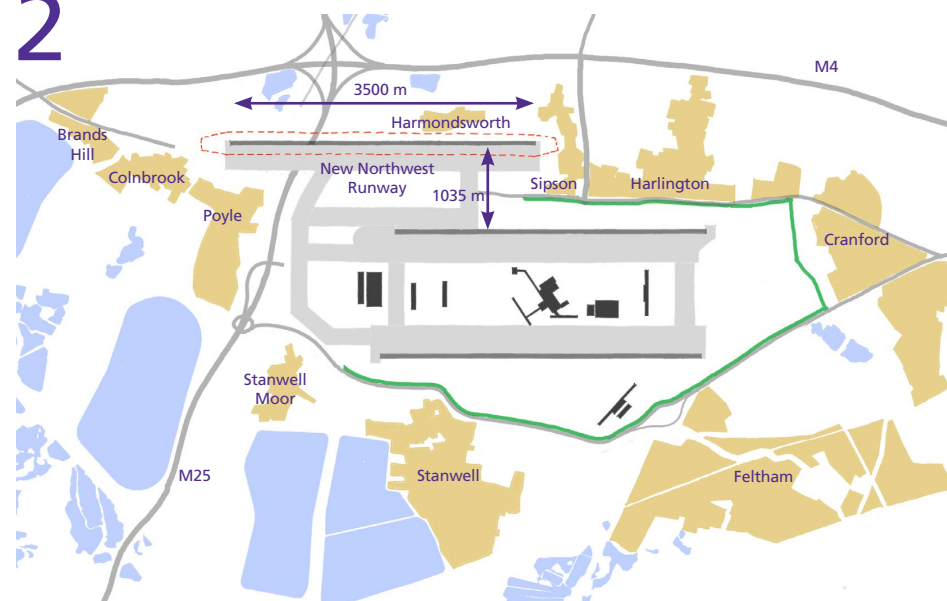 2
M4
3500 m
Harmondsworth
Brands
Hill
Colnbrook
New Northwest
Runway
1035 m
Sipson
Harlington
Poyle
Cranford
Stanwell
Moor
M25
Stanwell
Feltham